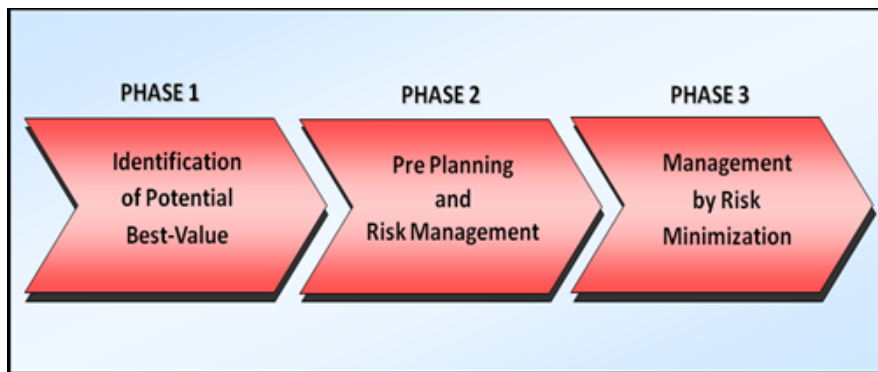 PHASE 1
Identification
of Potential
Best-Value
PHASE 2
Pre Planning
and
Risk Management
PHASE 3
Management
by Risk
Minimization